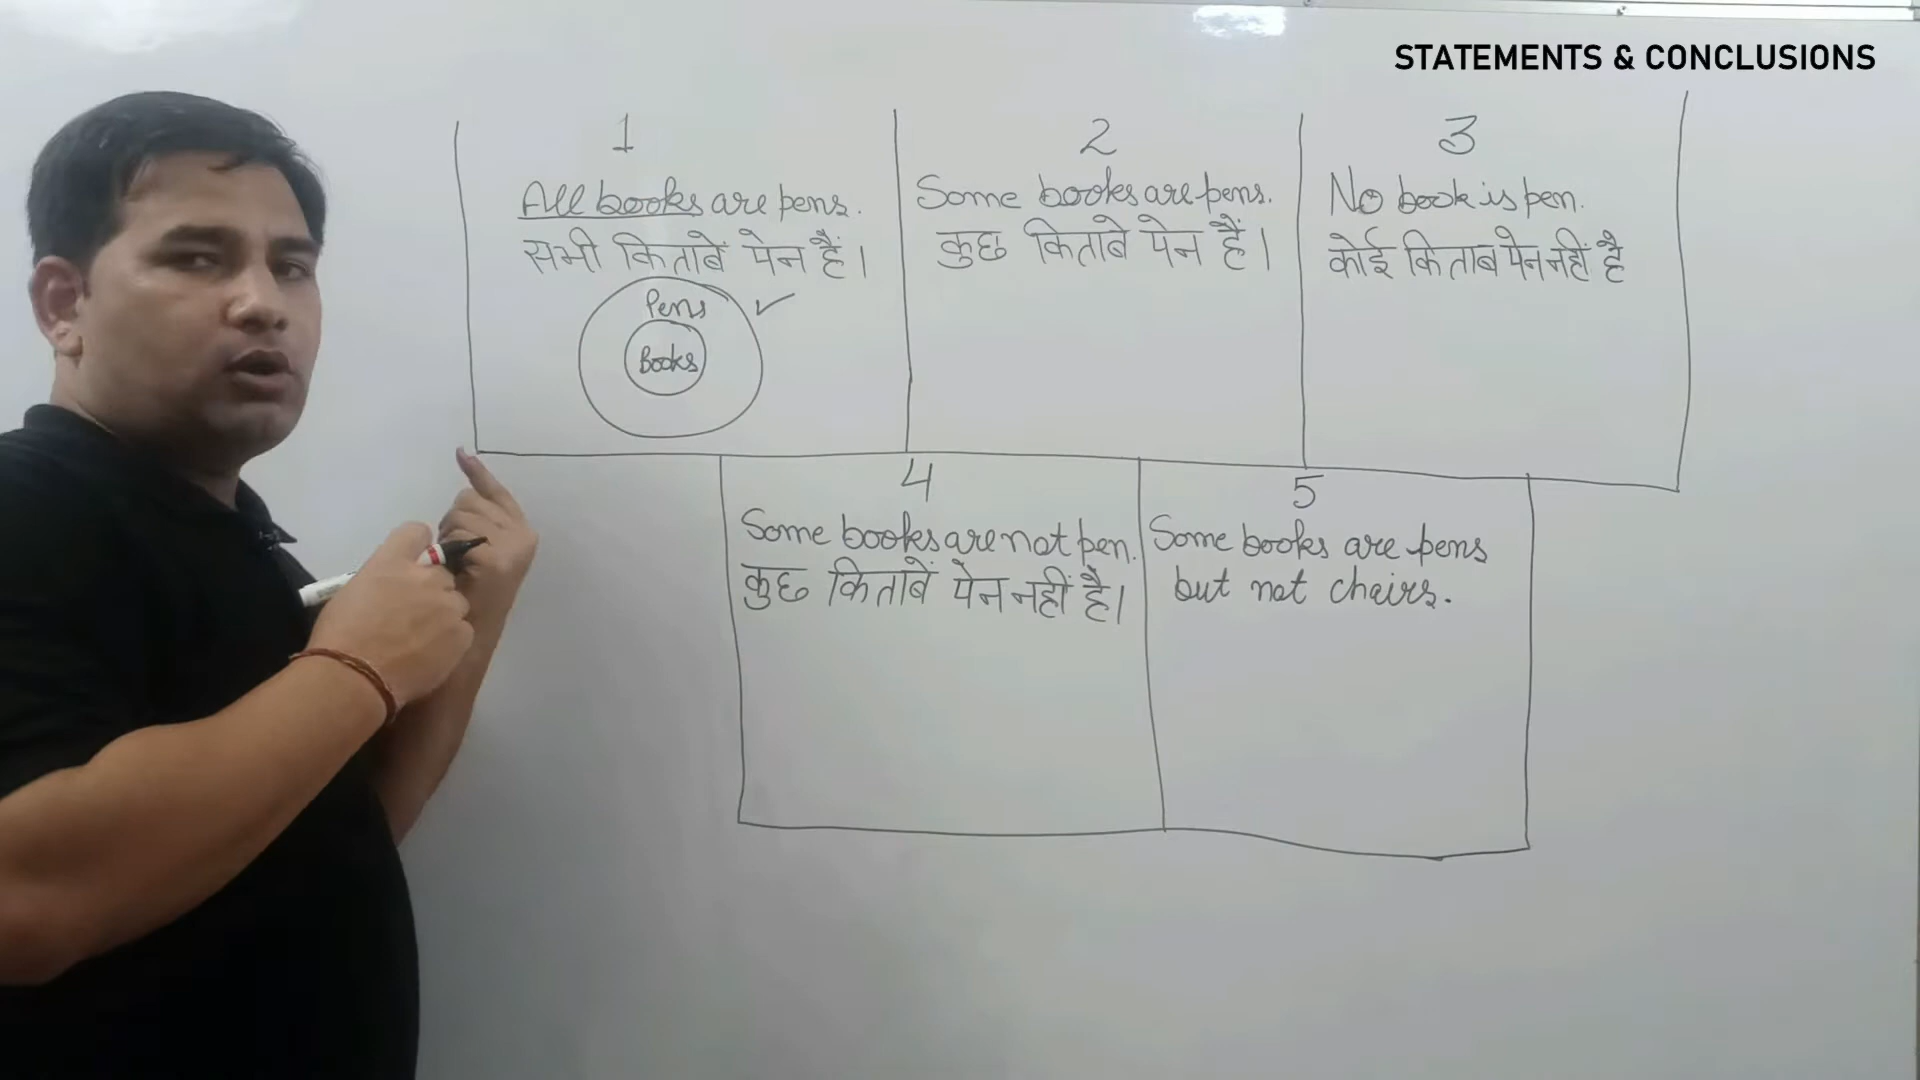 STATEMENTS & CONCLUSIONS
1
All books are pens.
सभी किताबें पेन हैं।
Pens
Books
2
Some books are pens.
कुछ किताबे पेन हैं।
3
No book is pen.
कोई किताब पेन नहीं है
4
Some books are not pen.
कुछ किताबें पेन नहीं है।
5
Some books are pens
but not chairs.